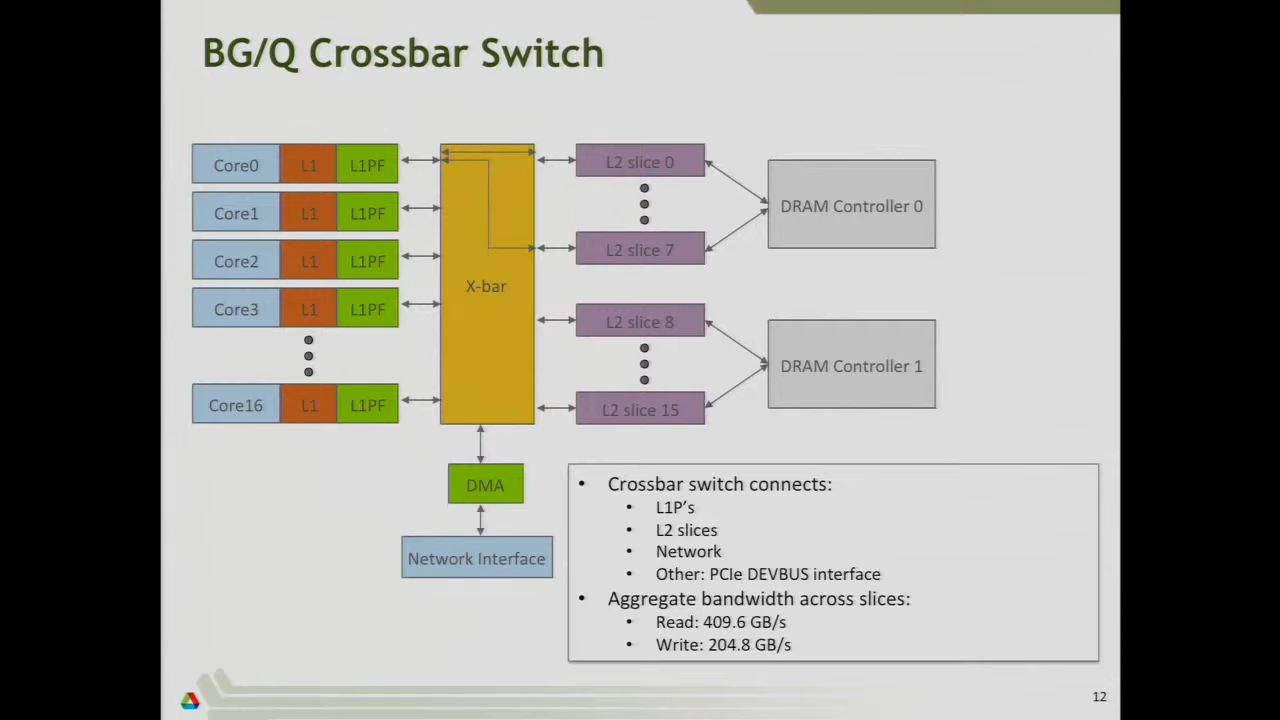 BG/Q Crossbar Switch
Core0 L1 L1PF
Core1 L1 L1PF
Core2 L1 L1PF
Core3 L1 L1PF
Core16 L1 L1PF
X-bar
L2 slice 0
L2 slice 7
L2 slice 8
L2 slice 15
DRAM Controller 0
DRAM Controller 1
DMA
Network Interface
• Crossbar switch connects:
• L1P's
• L2 slices
• Network
• Other: PCIe DEVBUS interface
• Aggregate bandwidth across slices:
• Read: 409.6 GB/s
• Write: 204.8 GB/s
12